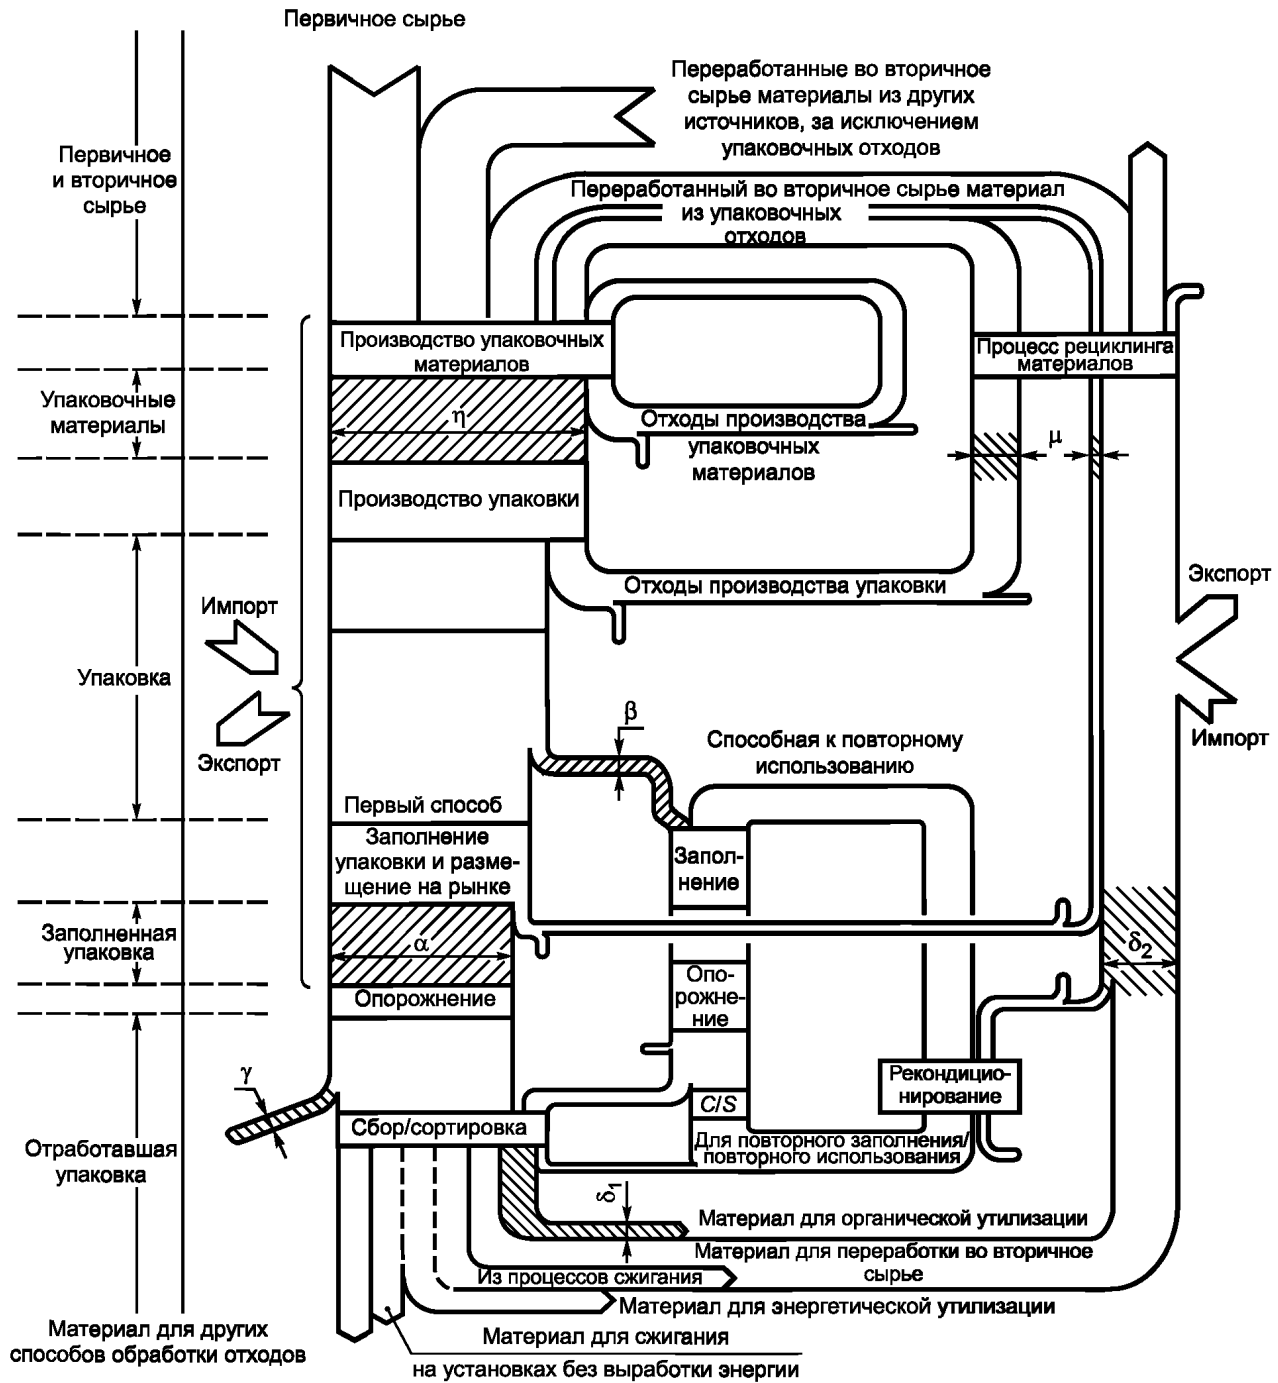 Первичное сырье
Переработанные во вторичное
сырье материалы из других
источников, за исключением
упаковочных отходов
Первичное
и вторичное
сырье
Переработанный во вторичное сырье материал
из упаковочных
отходов
Производство упаковочных
материалов
Процесс рециклинга
материалов
Упаковочные
материалы
η
Отходы производства
упаковочных
материалов
μ
Производство упаковки
Отходы производства упаковки
Экспорт
Импорт
Упаковка
Экспорт
Импорт
β
Способная к повторному
использованию
Первый способ
Заполнение
упаковки и разме-
щение на рынке
Запол-
нение
Заполненная
упаковка
α
δ2
Опо-
рожне-
ние
Опорожнение
γ
Рекондицио-
нирование
C/S
Сбор/сортировка
Для повторного заполнения/
повторного использования
Отработавшая
упаковка
δ1
Материал для органической утилизации
Материал для переработки во вторичное
сырье
Из процессов сжигания
Материал для энергетической утилизации
Материал для других
способов обработки отходов
Материал для сжигания
на установках без выработки энергии